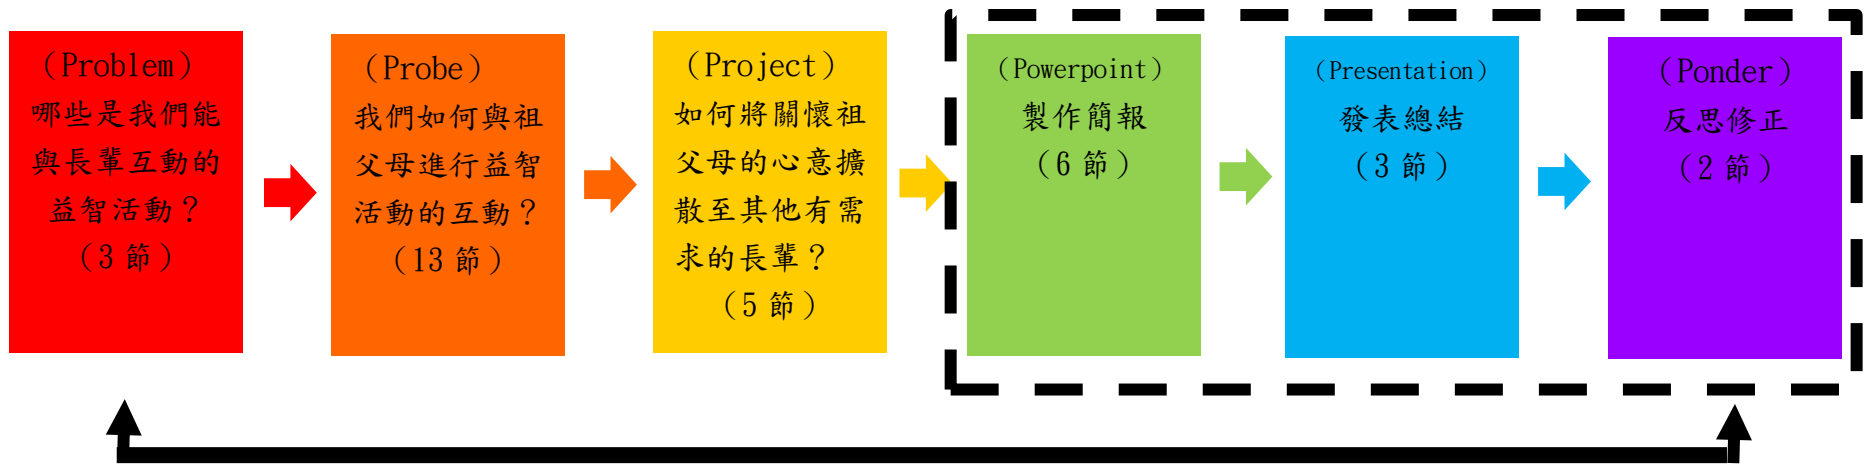 （Problem）
哪些是我們能
與長輩互動的
益智活動？
（3 節）
（Probe）
我們如何與祖
父母進行益智
活動的互動？
（13 節）
（Project）
如何將關懷祖
父母的心意擴
散至其他有需
求的長輩？
（5 節）
（Powerpoint）
製作簡報
（6 節）
（Presentation）
發表總結
（3 節）
（Ponder）
反思修正
（2 節）